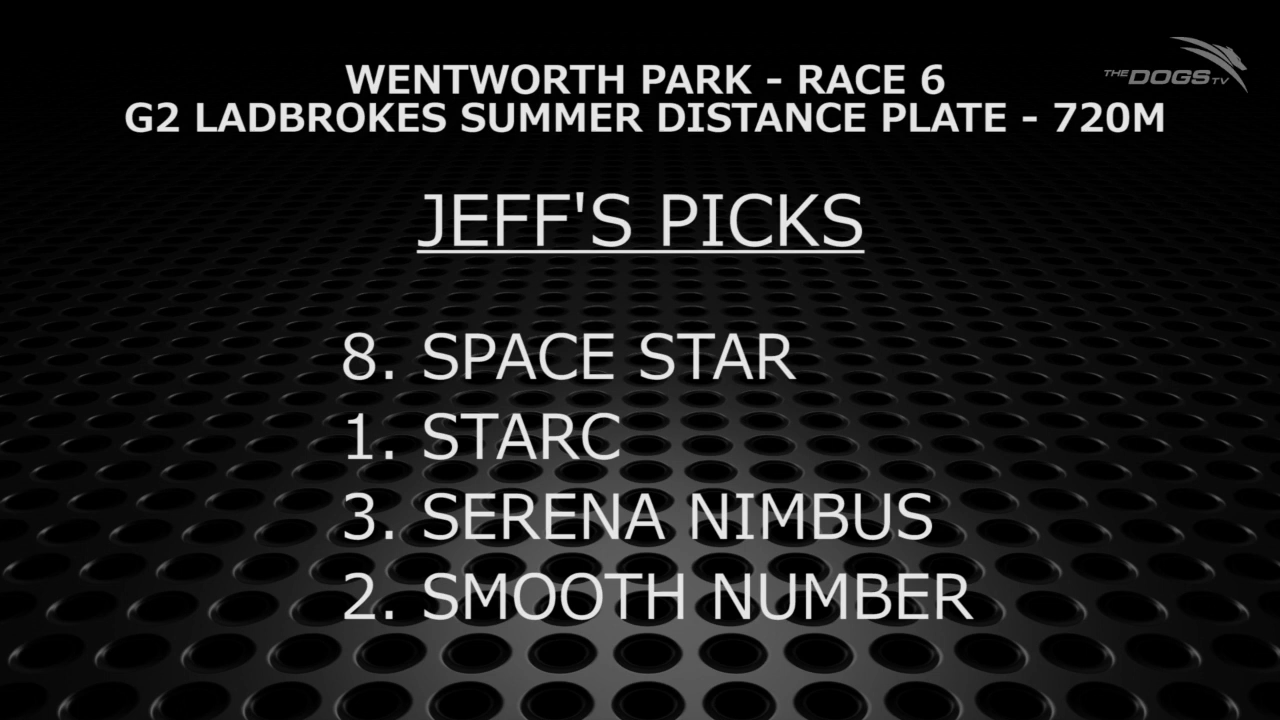 THE DOGS TV
WENTWORTH PARK - RACE 6
G2 LADBROKES SUMMER DISTANCE PLATE - 720M
JEFF'S PICKS
8. SPACE STAR
1. STARC
3. SERENA NIMBUS
2. SMOOTH NUMBER